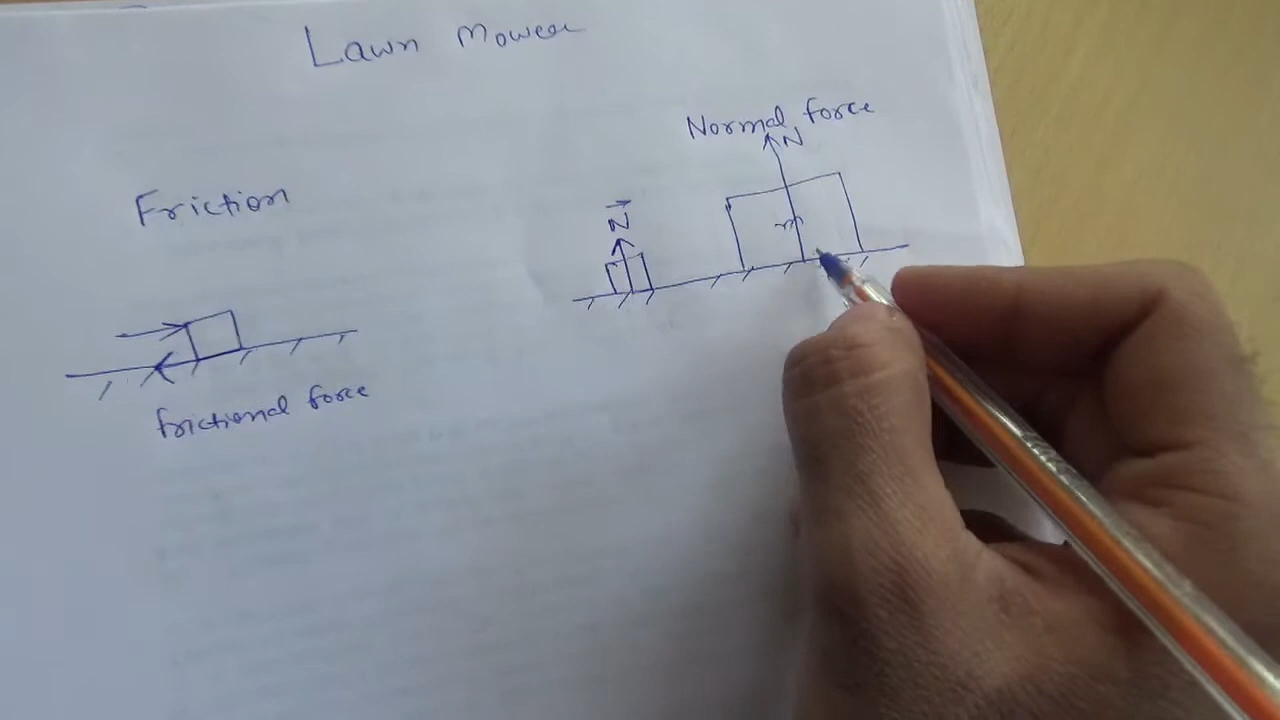 Lawn Mower
Normal force
N
Friction
N
m
frictional force